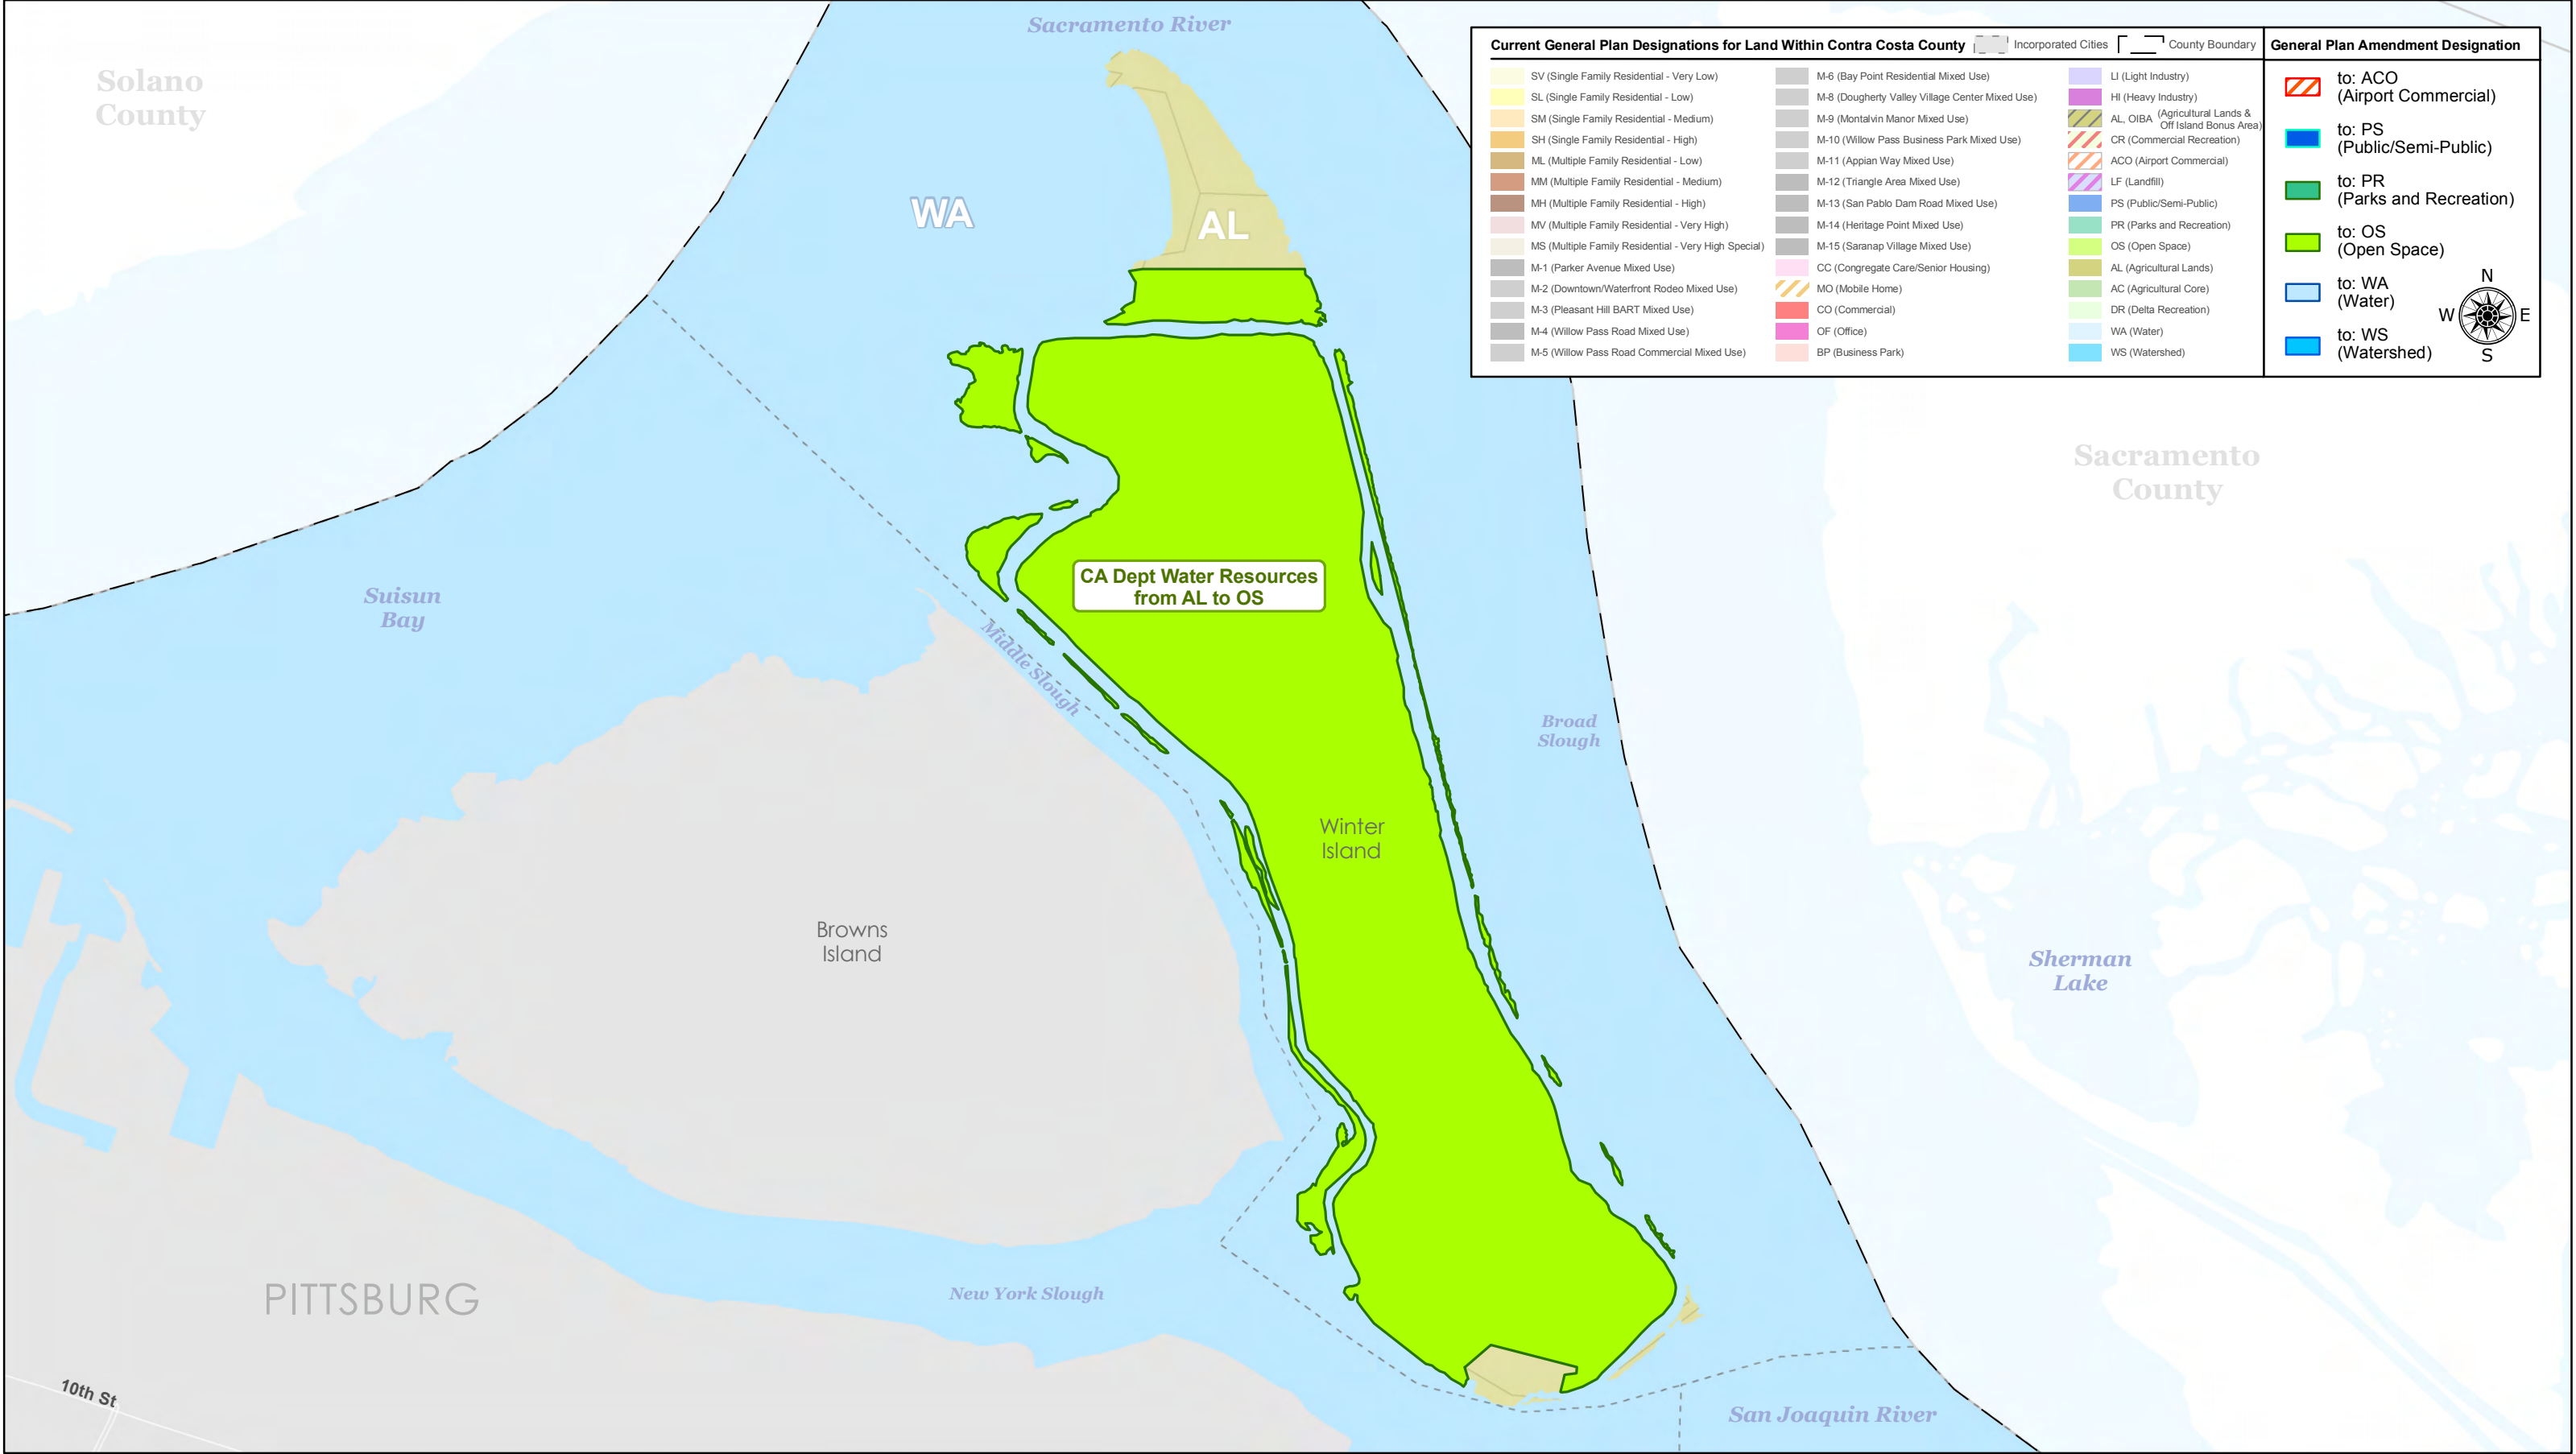 Sacramento River
Solano
County
WA
AL
Current General Plan Designations for Land Within Contra Costa County
Incorporated Cities
County Boundary
SV (Single Family Residential - Very Low)
SL (Single Family Residential - Low)
SM (Single Family Residential - Medium)
SH (Single Family Residential - High)
ML (Multiple Family Residential - Low)
MM (Multiple Family Residential - Medium)
MH (Multiple Family Residential - High)
MV (Multiple Family Residential - Very High)
MS (Multiple Family Residential - Very High Special)
M-1 (Parker Avenue Mixed Use)
M-2 (Downtown/Waterfront Rodeo Mixed Use)
M-3 (Pleasant Hill BART Mixed Use)
M-4 (Willow Pass Road Mixed Use)
M-5 (Willow Pass Road Commercial Mixed Use)
M-6 (Bay Point Residential Mixed Use)
M-8 (Dougherty Valley Village Center Mixed Use)
M-9 (Montalvin Manor Mixed Use)
M-10 (Willow Pass Business Park Mixed Use)
M-11 (Appian Way Mixed Use)
M-12 (Triangle Area Mixed Use)
M-13 (San Pablo Dam Road Mixed Use)
M-14 (Heritage Point Mixed Use)
M-15 (Saranap Village Mixed Use)
CC (Congregate Care/Senior Housing)
MO (Mobile Home)
CO (Commercial)
OF (Office)
BP (Business Park)
LI (Light Industry)
HI (Heavy Industry)
AL, OIBA (Agricultural Lands &
Off Island Bonus Area)
CR (Commercial Recreation)
ACO (Airport Commercial)
LF (Landfill)
PS (Public/Semi-Public)
PR (Parks and Recreation)
OS (Open Space)
AL (Agricultural Lands)
AC (Agricultural Core)
DR (Delta Recreation)
WA (Water)
WS (Watershed)
General Plan Amendment Designation
to: ACO
(Airport Commercial)
to: PS
(Public/Semi-Public)
to: PR
(Parks and Recreation)
to: OS
(Open Space)
to: WA
(Water)
to: WS
(Watershed)
N
W E
S
Sacramento
County
CA Dept Water Resources
from AL to OS
Suisun
Bay
Middle Slough
Broad
Slough
Winter
Island
Browns
Island
Sherman
Lake
PITTSBURG
New York Slough
10th St
San Joaquin River